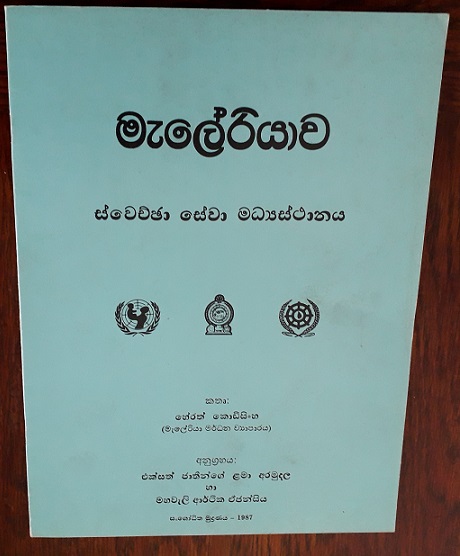 මැලේරියාව
ස්වෙච්ඡා සේවා මධ්‍යස්ථානය
කතෘ:
හේරත් කොඩිසිංහ
(මැලේරියා මර්ධන ව්‍යාපාරය)
අනුග්‍රහය:
එක්සත් ජාතින්ගේ ළමා අරමුදල
හා
මහවැලි ආර්ථික ඒජන්සිය
සංශෝධිත මුද්‍රණය – 1987